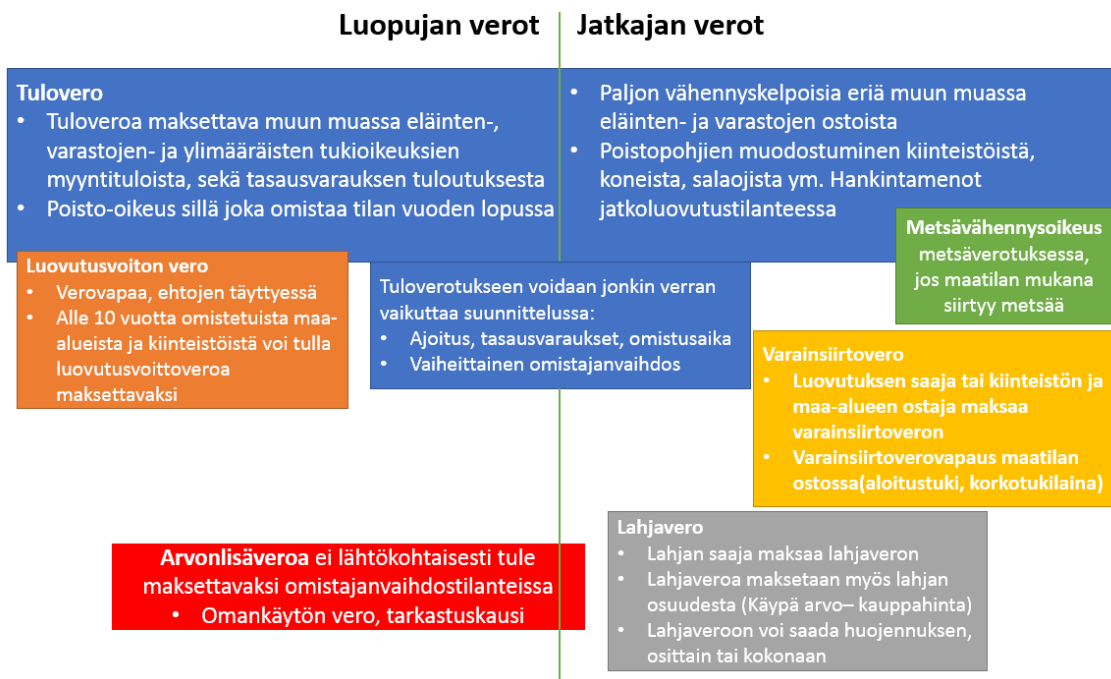 Luopujan verot
Jatkajan verot
Tulovero
• Tuloveroa maksettava muun muassa eläinten-,
varastojen- ja ylimääräisten tukioikeuksien
myyntituloista, sekä tasausvarauksen tuloutuksesta
• Poisto-oikeus sillä joka omistaa tilan vuoden lopussa
• Paljon vähennyskelpoisia eriä muun muassa
eläinten- ja varastojen ostoista
• Poistopohjien muodostuminen kiinteistöistä,
koneista, salaojista ym. Hankintamenot
jatkoluovutustilanteessa
Metsävähennysoikeus
metsäverotuksessa,
jos maatilan mukana
siirtyy metsää
Luovutusvoiton vero
• Verovapaa, ehtojen täyttyessä
• Alle 10 vuotta omistetuista maa-
alueista ja kiinteistöistä voi tulla
luovutusvoittoveroa
maksettavaksi
Tuloverotukseen voidaan jonkin verran
vaikuttaa suunnittelussa:
• Ajoitus, tasausvaraukset, omistusaika
• Vaiheittainen omistajanvaihdos
Varainsiirtovero
• Luovutuksen saaja tai kiinteistön ja
maa-alueen ostaja maksaa
varainsiirtoveron
• Varainsiirtoverovapaus maatilan
ostossa(aloitustuki, korkotukilaina)
Arvonlisäveroa ei lähtökohtaisesti tule
maksettavaksi omistajanvaihdostilanteissa
• Omankäytön vero, tarkastuskausi
Lahjavero
• Lahjan saaja maksaa lahjaveron
• Lahjaveroa maksetaan myös lahjan
osuudesta (Käypä arvo– kauppahinta)
• Lahjaveroon voi saada huojennuksen,
osittain tai kokonaan